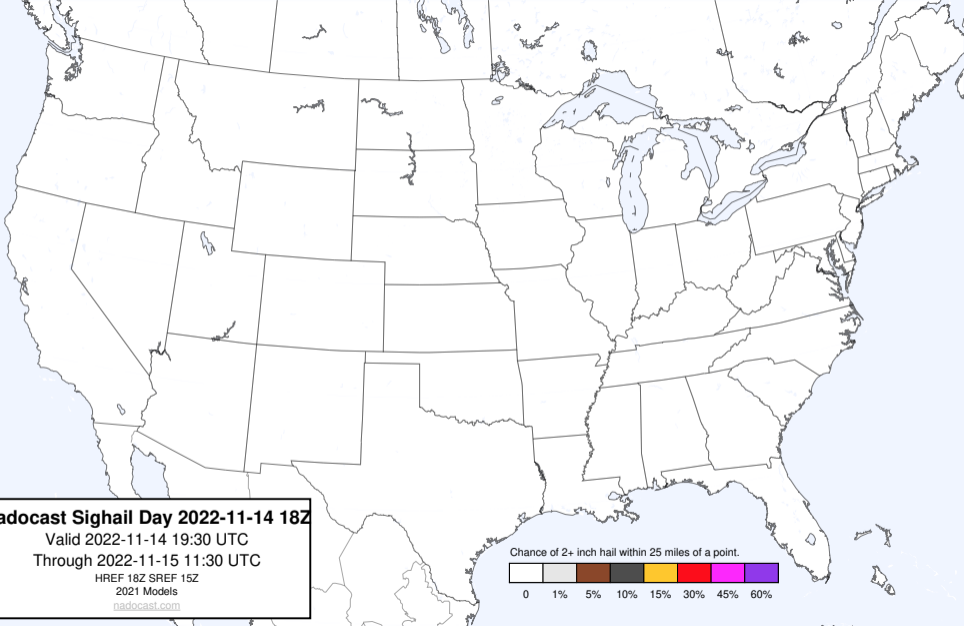 adocast Sighail Day 2022-11-14 18Z
Valid 2022-11-14 19:30 UTC
Through 2022-11-15 11:30 UTC
HREF 18Z SREF 15Z
2021 Models
nadocast.com
Chance of 2+ inch hail within 25 miles of a point.
0 1% 5% 10% 15% 30% 45% 60%